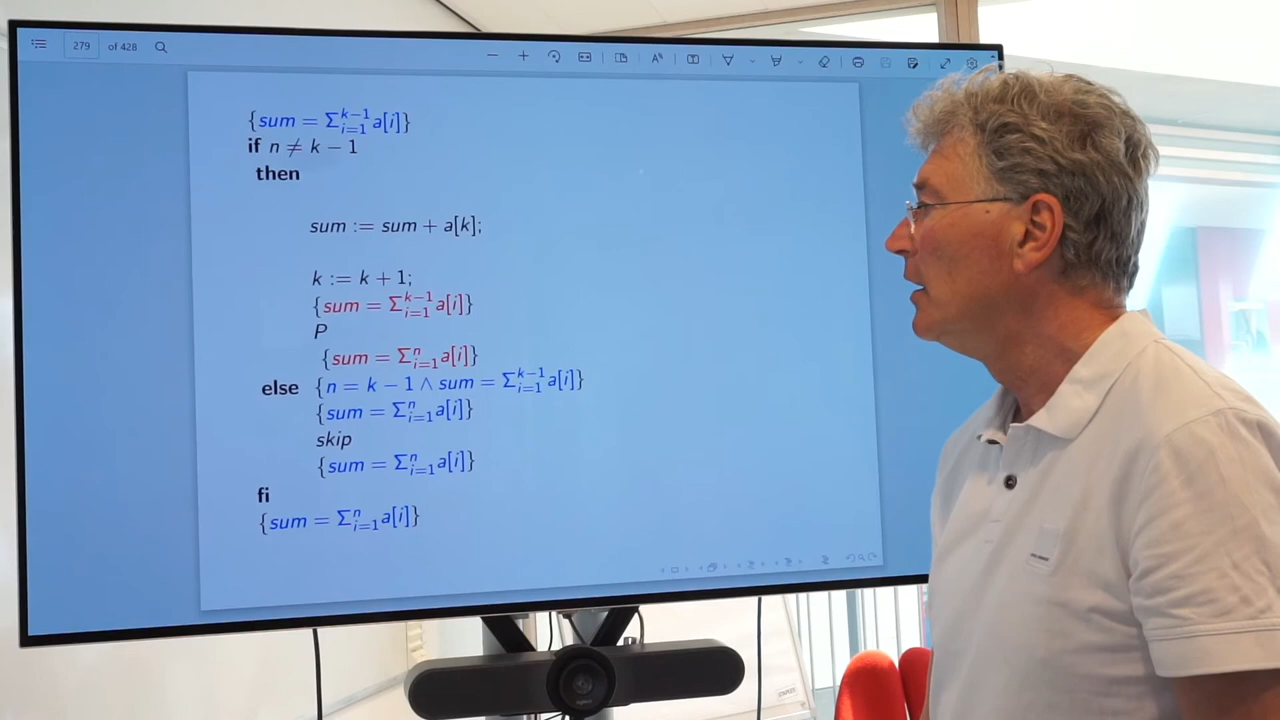 279 of 428
{sum = Σ_{i=1}^{k−1} a[i]}
if n ≠ k − 1
then
sum := sum + a[k];
k := k + 1;
{sum = Σ_{i=1}^{k−1} a[i]}
P
{sum = Σ_{i=1}^{n} a[i]}
else {n = k − 1 ∧ sum = Σ_{i=1}^{k−1} a[i]}
{sum = Σ_{i=1}^{n} a[i]}
skip
{sum = Σ_{i=1}^{n} a[i]}
fi
{sum = Σ_{i=1}^{n} a[i]}